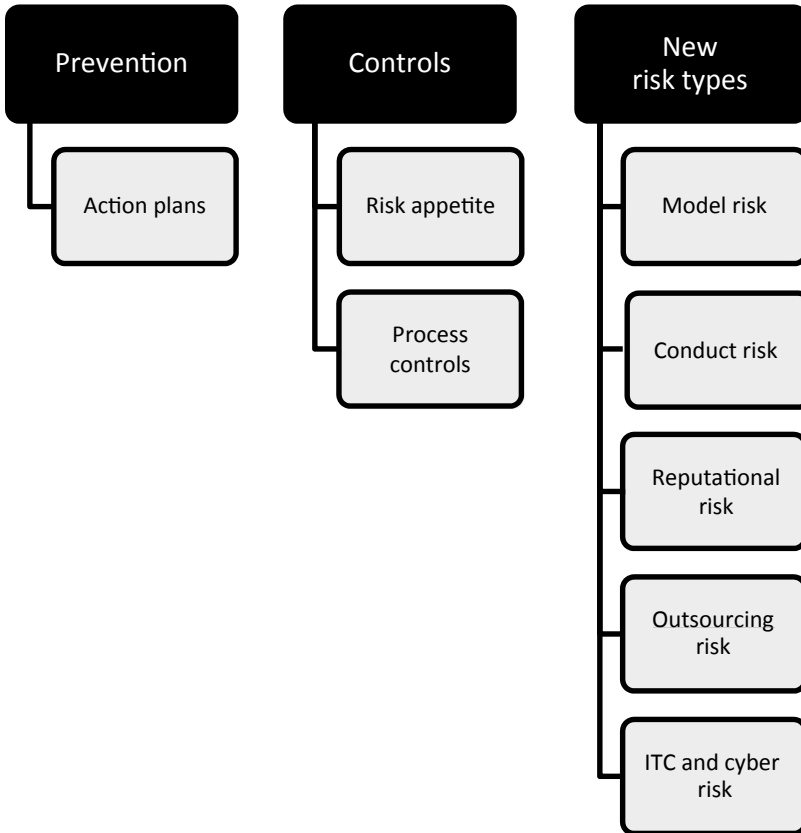 Prevention
Action plans
Controls
Risk appetite
Process
controls
New
risk types
Model risk
Conduct risk
Reputational
risk
Outsourcing
risk
ITC and cyber
risk